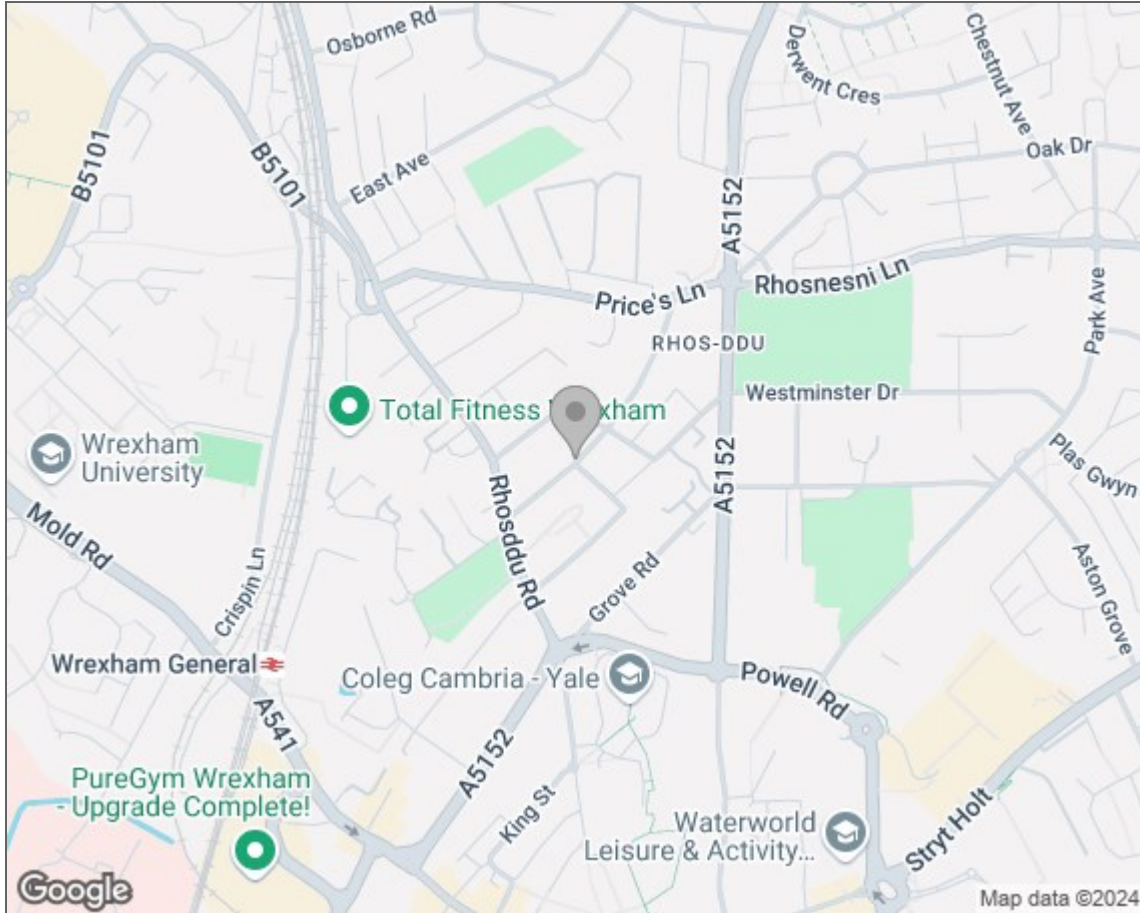 Osborne Rd
Derwent Cres
Chestnut Ave
B5101
B5101
East Ave
Oak Dr
A5152
Price's Ln
Rhosnesni Ln
RHOS-DDU
Park Ave
Westminster Dr
Total Fitness
Wrexham
University
Plas Gwyn
A5152
Rhosddu Rd
Mold Rd
Crispin Ln
Aston Grove
Grove Rd
Wrexham General
Coleg Cambria - Yale
Powell Rd
A541
A5152
PureGym Wrexham
- Upgrade Complete!
King St
Waterworld
Leisure & Activity...
Stryt Holt
Google
Map data ©2024